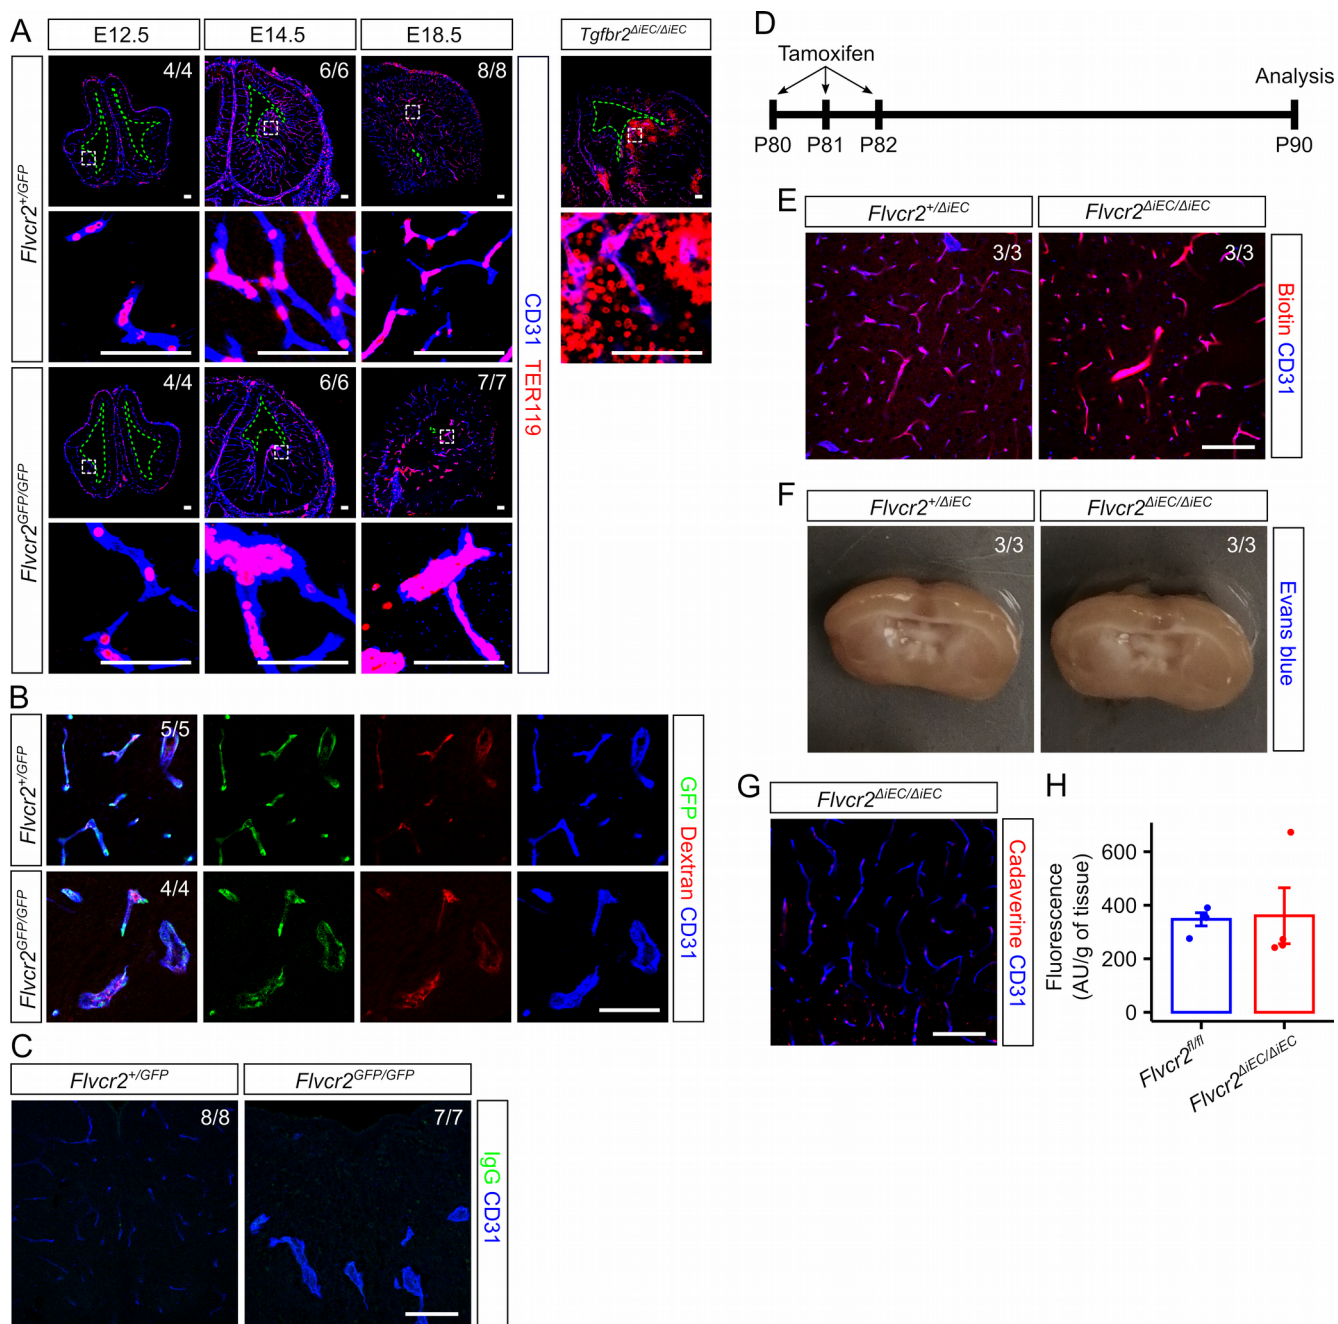 A
E12.5 E14.5 E18.5 Tgfbr2ΔiEC/ΔiEC
Flvcr2+/GFP
4/4 6/6 8/8
Flvcr2GFP/GFP
4/4 6/6 7/7
CD31 TER119
B
Flvcr2+/GFP
5/5
Flvcr2GFP/GFP
4/4
GFP Dextran CD31
C
Flvcr2+/GFP Flvcr2GFP/GFP
8/8 7/7
IgG CD31
D
Tamoxifen
Analysis
P80 P81 P82 P90
E
Flvcr2+/ΔiEC Flvcr2ΔiEC/ΔiEC
3/3 3/3
Biotin CD31
F
Flvcr2+/ΔiEC Flvcr2ΔiEC/ΔiEC
3/3 3/3
Evans blue
G
Flvcr2ΔiEC/ΔiEC
Cadaverine CD31
H
Fluorescence
(AU/g of tissue)
600
400
200
0
Flvcr2fl/fl
Flvcr2ΔiEC/ΔiEC